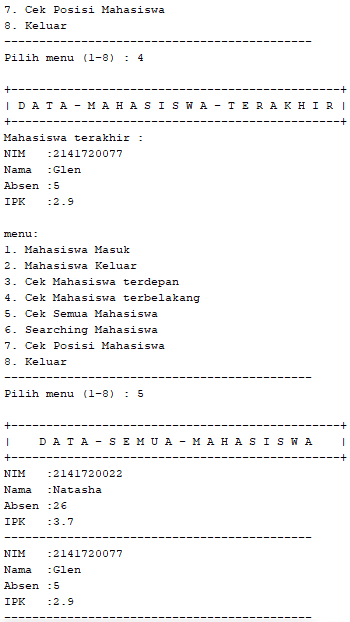 7. Cek Posisi Mahasiswa
8. Keluar
--------------------------------------------
Pilih menu (1-8) : 4
+-----------------------------------------------+
| D A T A - M A H A S I S W A - T E R A K H I R |
+-----------------------------------------------+
Mahasiswa terakhir :
NIM   :2141720077
Nama  :Glen
Absen :5
IPK   :2.9
menu:
1. Mahasiswa Masuk
2. Mahasiswa Keluar
3. Cek Mahasiswa terdepan
4. Cek Mahasiswa terbelakang
5. Cek Semua Mahasiswa
6. Searching Mahasiswa
7. Cek Posisi Mahasiswa
8. Keluar
--------------------------------------------
Pilih menu (1-8) : 5
+-----------------------------------------------+
|    D A T A - S E M U A - M A H A S I S W A    |
+-----------------------------------------------+
NIM   :2141720022
Nama  :Natasha
Absen :26
IPK   :3.7
--------------------------------------------
NIM   :2141720077
Nama  :Glen
Absen :5
IPK   :2.9
--------------------------------------------